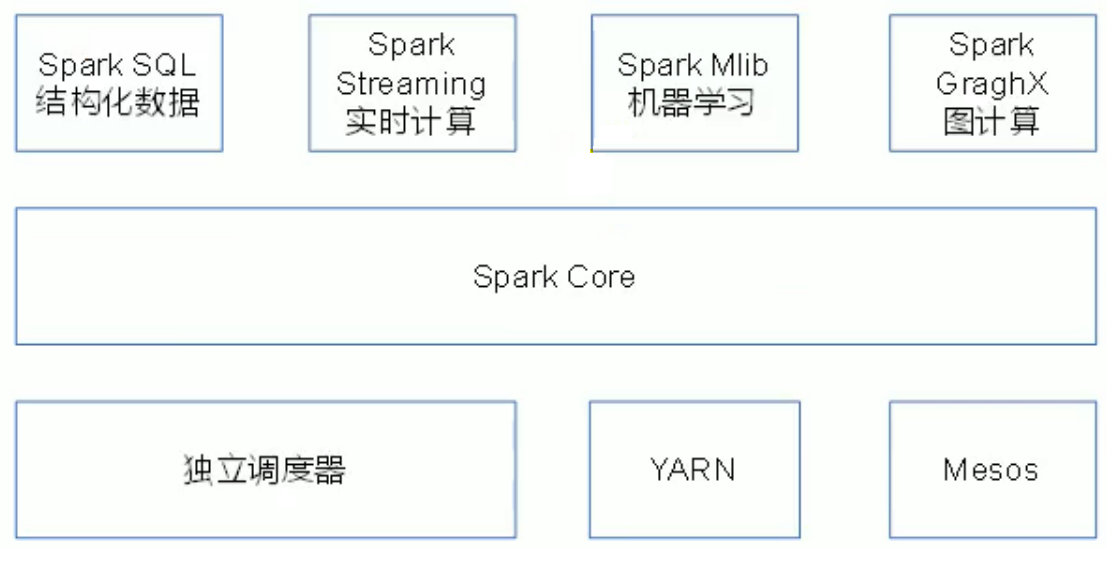 Spark SQL
结构化数据
Spark
Streaming
实时计算
Spark Mlib
机器学习
Spark
GraghX
图计算
Spark Core
独立调度器
YARN
Mesos